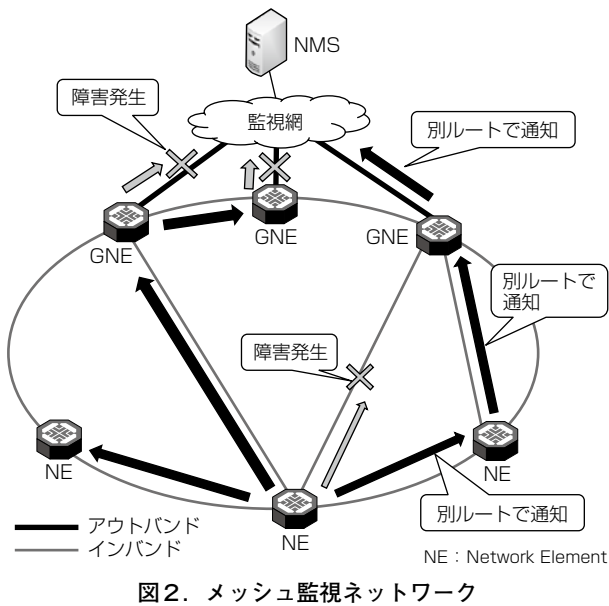 NMS
障害発生
監視網
別ルートで通知
GNE
GNE
GNE
別ルートで
通知
障害発生
NE
NE
別ルートで通知
NE
アウトバンド
インバンド
NE：Network Element
図2．メッシュ監視ネットワーク